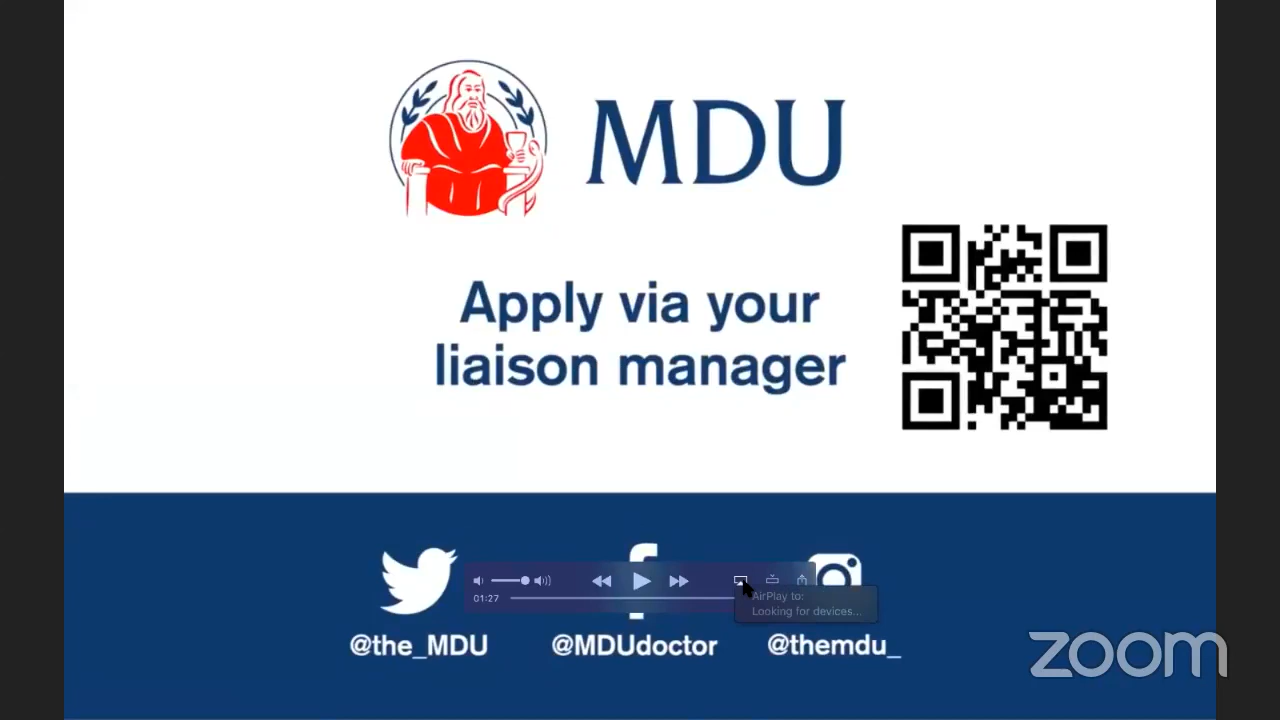 MDU
Apply via your
liaison manager
01:27
AirPlay to:
Looking for devices...
@the_MDU @MDUdoctor @themdu_
zoom